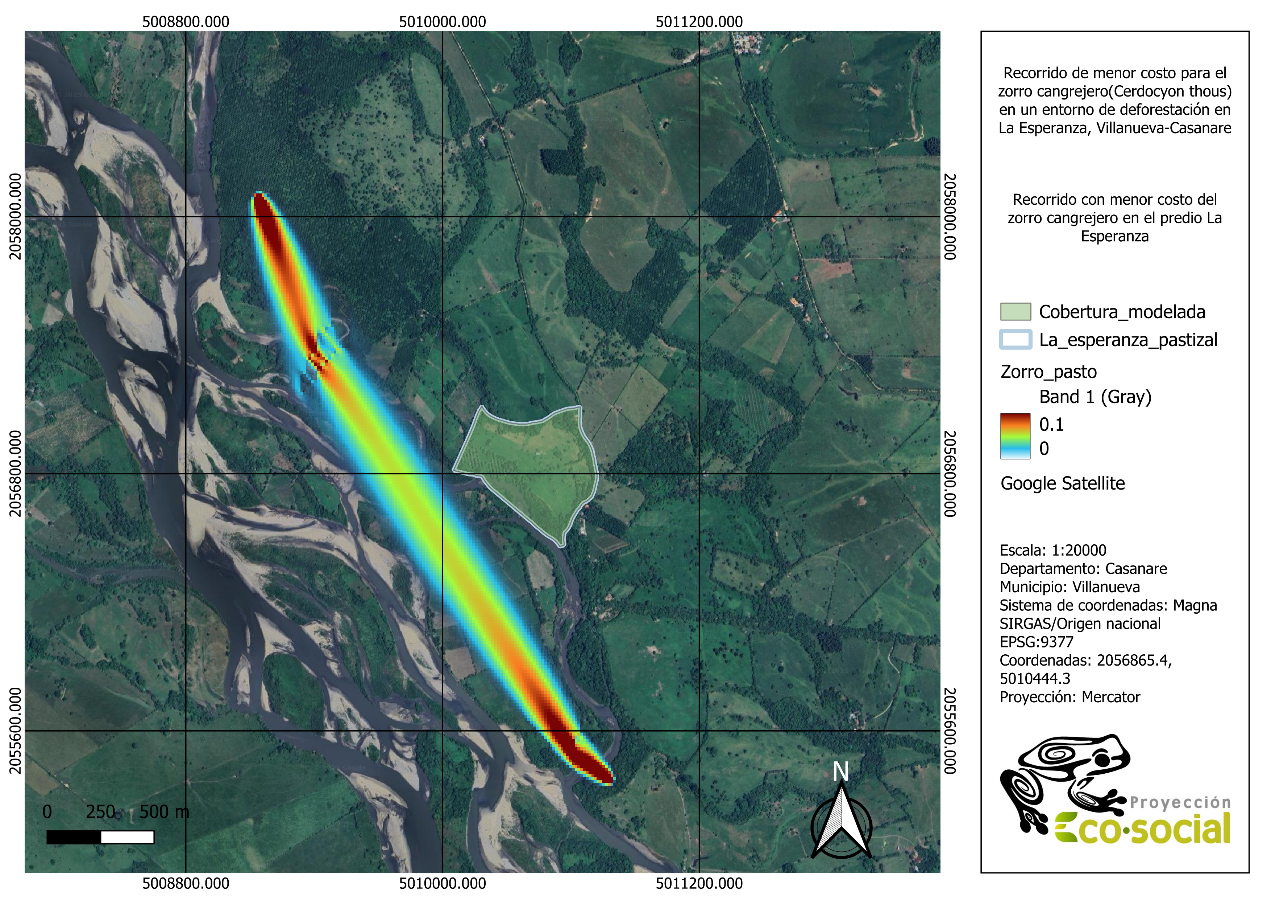 5008800.000
5010000.000
5011200.000
2058000.000
2058000.000
2056800.000
2056800.000
2055600.000
2055600.000
0 250 500 m
N
5008800.000
5010000.000
5011200.000
Recorrido de menor costo para el
zorro cangrejero(Cerdocyon thous)
en un entorno de deforestación en
La Esperanza, Villanueva-Casanare
Recorrido con menor costo del
zorro cangrejero en el predio La
Esperanza
Cobertura_modelada
La_esperanza_pastizal
Zorro_pasto
Band 1 (Gray)
0.1
0
Google Satellite
Escala: 1:20000
Departamento: Casanare
Municipio: Villanueva
Sistema de coordenadas: Magna
SIRGAS/Origen nacional
EPSG:9377
Coordenadas: 2056865.4,
5010444.3
Proyección: Mercator
Proyección
Eco·social